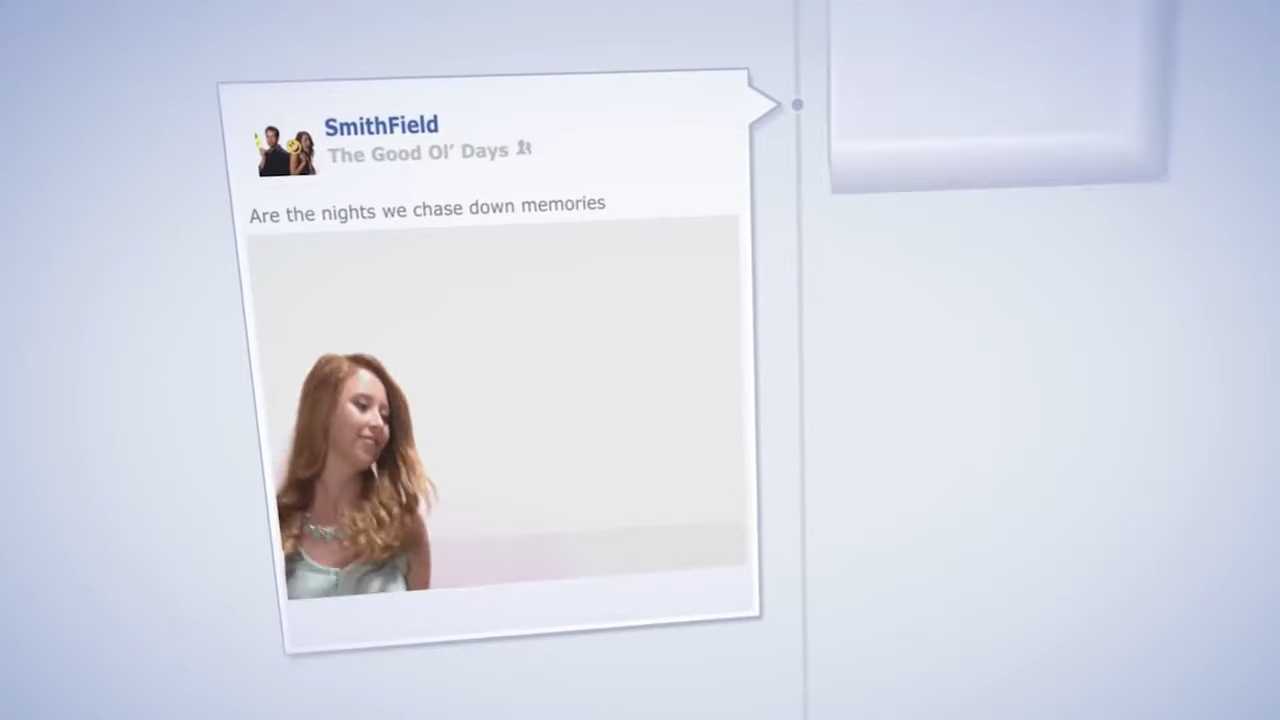 SmithField
The Good Ol’ Days
Are the nights we chase down memories